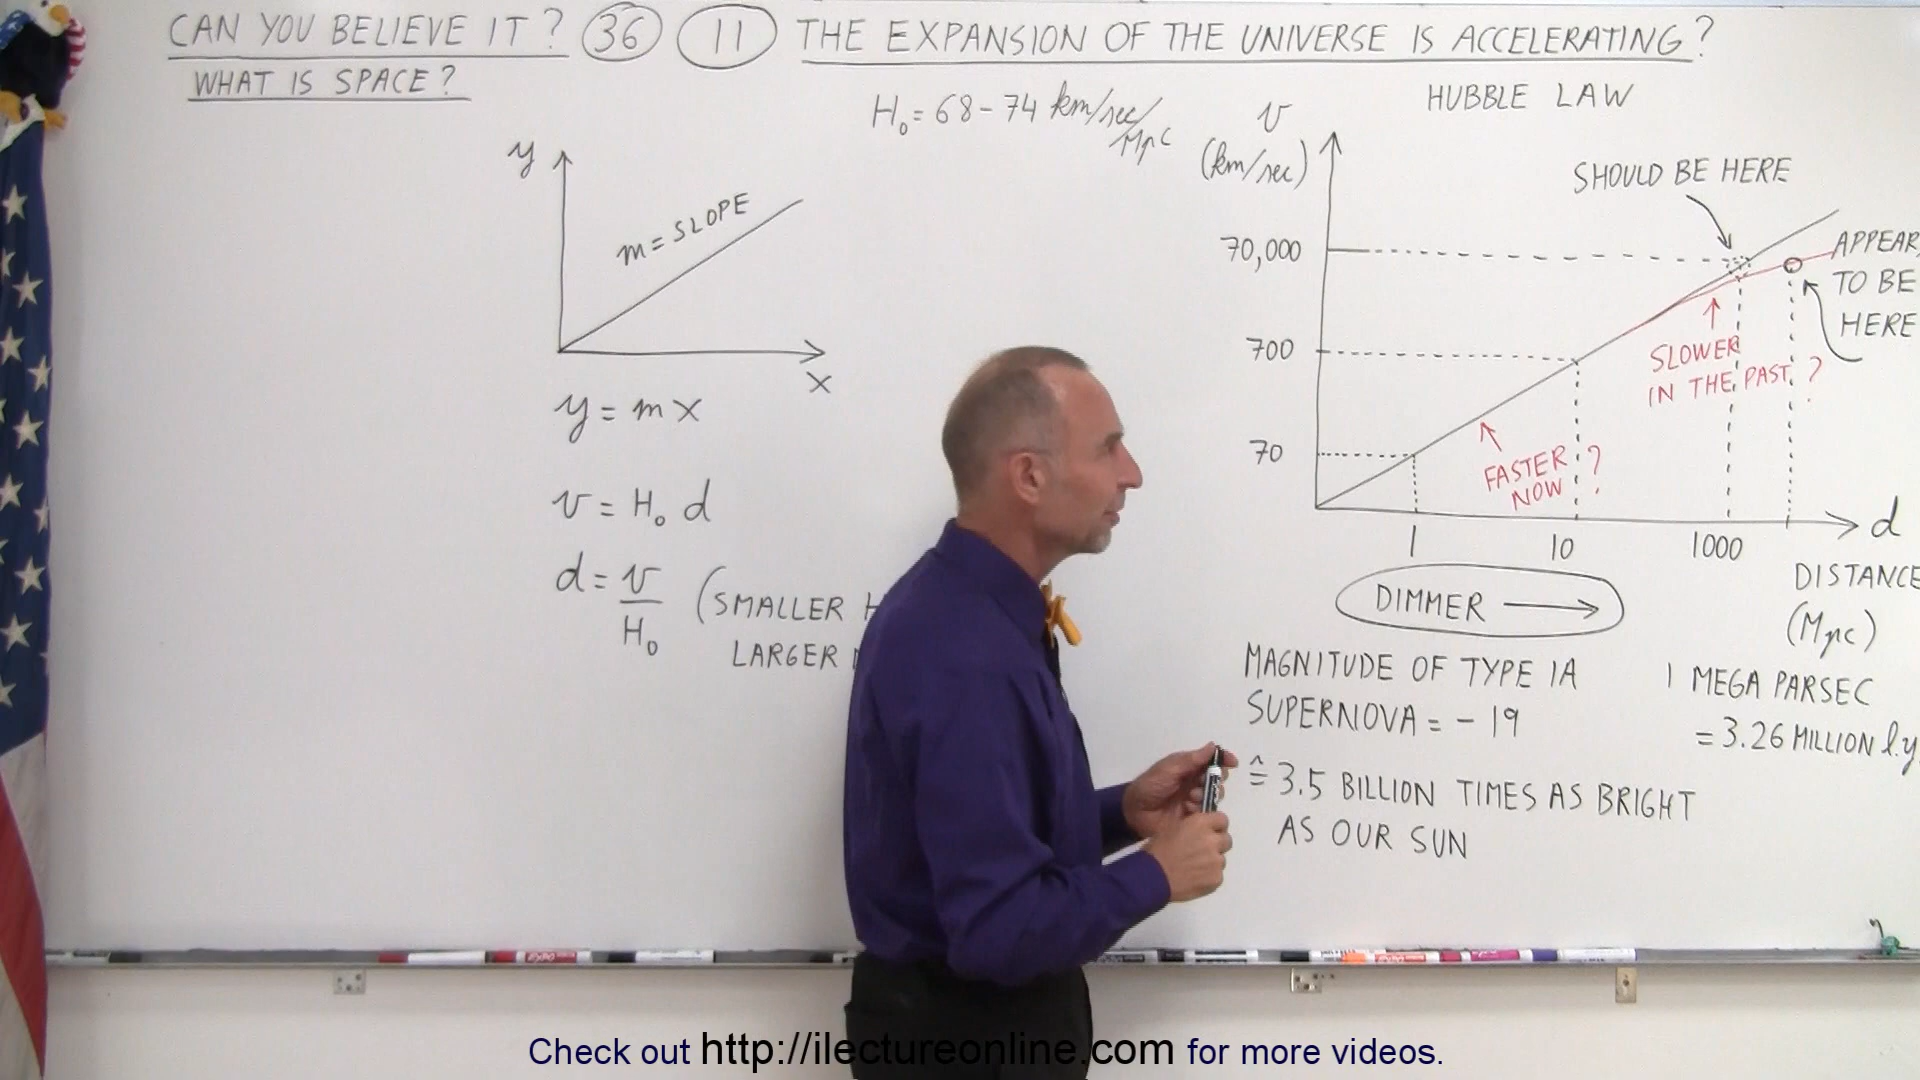 CAN YOU BELIEVE IT? 36 11 THE EXPANSION OF THE UNIVERSE IS ACCELERATING?
WHAT IS SPACE?
H₀ = 68 - 74 km/sec/Mpc
y
m = SLOPE
x
y = mx
v = H₀ d
d = v/H₀ (SMALLER
LARGER
HUBBLE LAW
v
(km/sec)
SHOULD BE HERE
70,000
APPEAR
TO BE
HERE
700
SLOWER
IN THE PAST ?
70
FASTER ?
NOW
1 10 1000 d
DISTANCE
(Mpc)
DIMMER →
MAGNITUDE OF TYPE 1A
SUPERNOVA = - 19
≙ 3.5 BILLION TIMES AS BRIGHT
AS OUR SUN
1 MEGA PARSEC
= 3.26 MILLION l.y.
Check out http://ilectureonline.com for more videos.